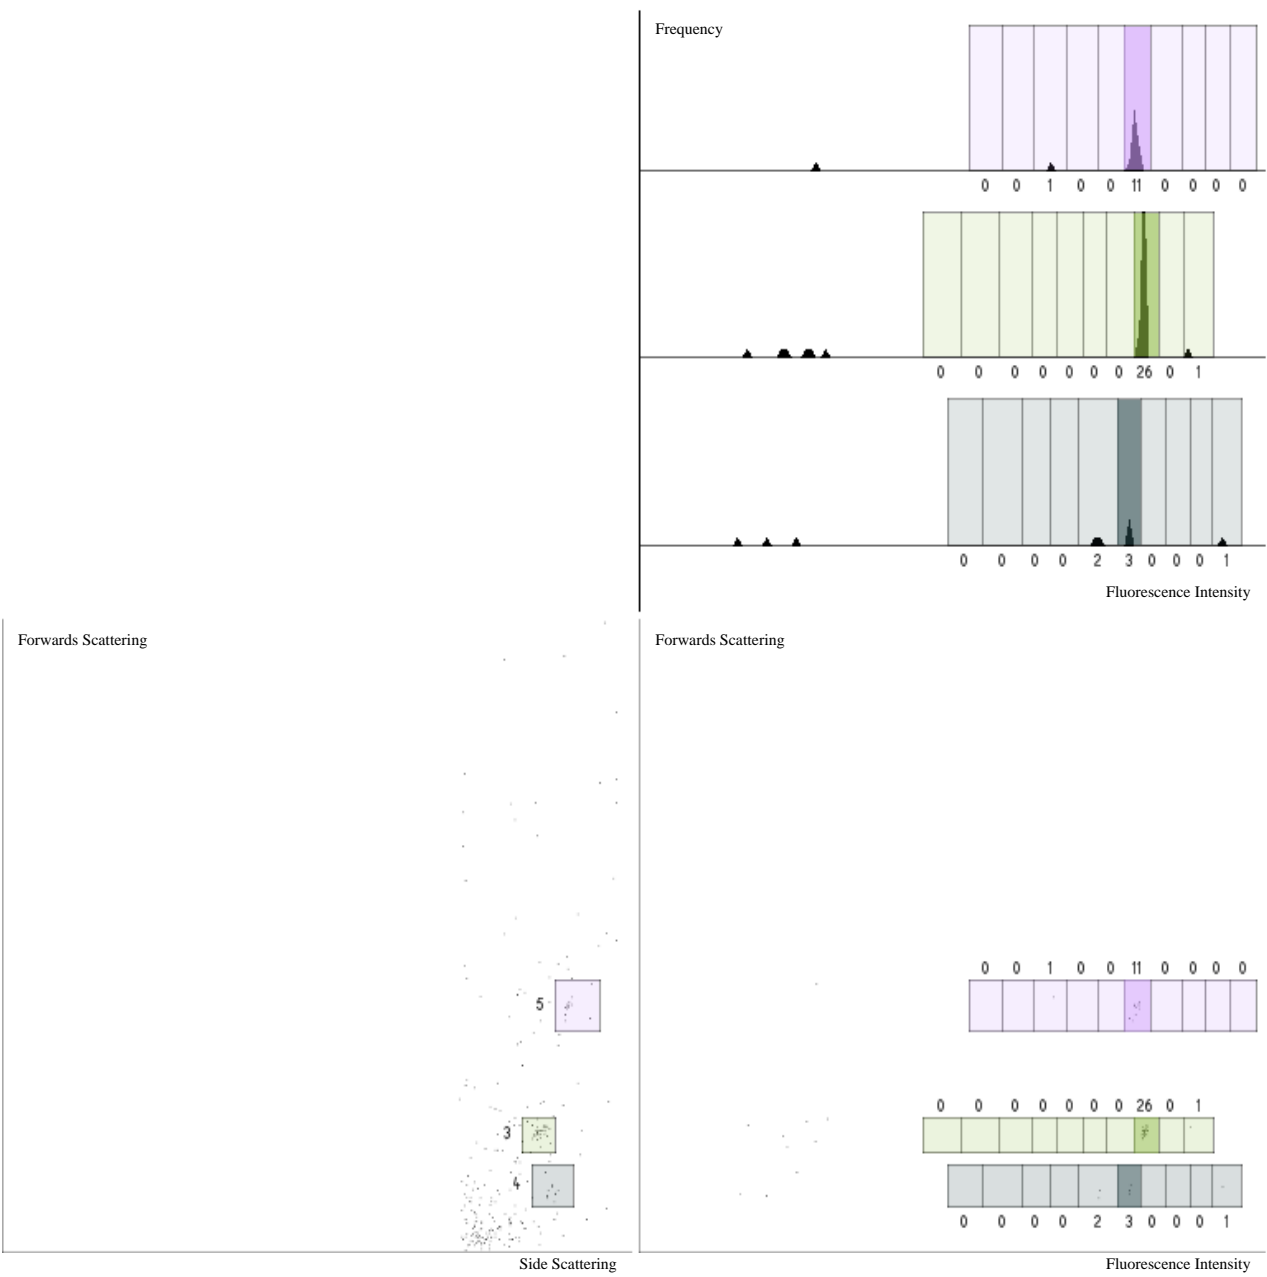 Frequency
0 0 1 0 0 11 0 0 0 0
0 0 0 0 0 0 0 26 0 1
0 0 0 0 2 3 0 0 0 1
Fluorescence Intensity
Forwards Scattering
Forwards Scattering
0 0 1 0 0 11 0 0 0 0
5
0 0 0 0 0 0 0 26 0 1
3
4
0 0 0 0 2 3 0 0 0 1
Side Scattering
Fluorescence Intensity